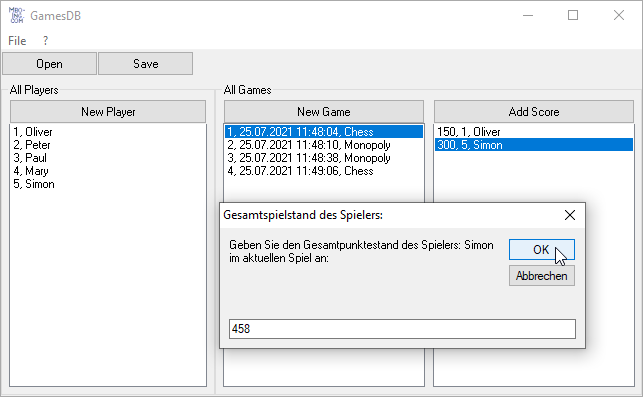 MBO-
ING.
COM
GamesDB
File ?
Open Save
All Players
All Games
New Player
New Game
Add Score
1, Oliver
2, Peter
3, Paul
4, Mary
5, Simon
1, 25.07.2021 11:48:04, Chess
2, 25.07.2021 11:48:10, Monopoly
3, 25.07.2021 11:48:38, Monopoly
4, 25.07.2021 11:49:06, Chess
150, 1, Oliver
300, 5, Simon
Gesamtspielstand des Spielers:
Geben Sie den Gesamtpunktestand des Spielers: Simon
im aktuellen Spiel an:
OK
Abbrechen
458